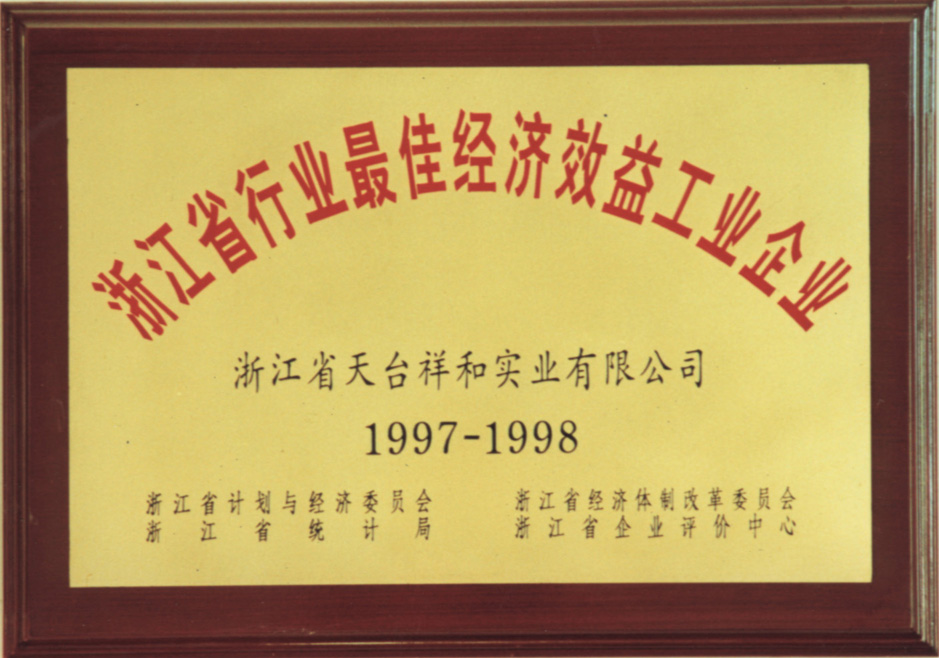 浙江省行业最佳经济效益工业企业
浙江省天台祥和实业有限公司
1997-1998
浙江省计划与经济委员会 浙江省经济体制改革委员会
浙江省统计局 浙江省企业评价中心